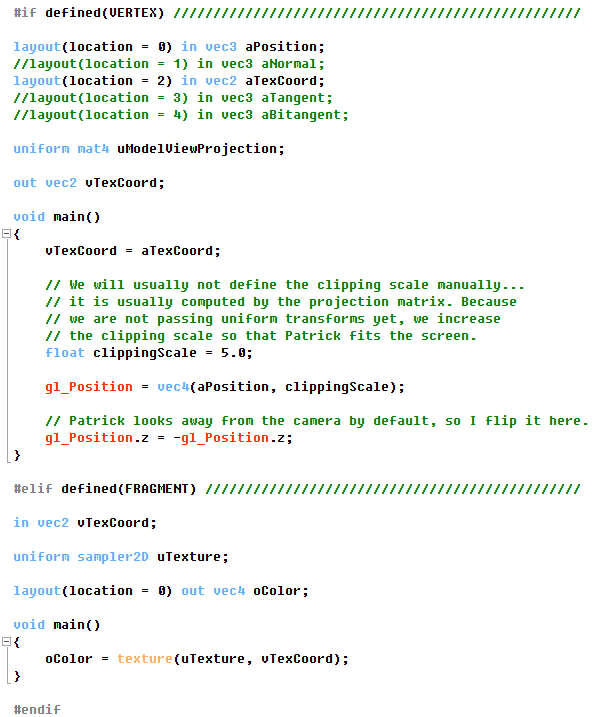 #if defined(VERTEX) ///////////////////////////////////////////////////
layout(location = 0) in vec3 aPosition;
//layout(location = 1) in vec3 aNormal;
layout(location = 2) in vec2 aTexCoord;
//layout(location = 3) in vec3 aTangent;
//layout(location = 4) in vec3 aBitangent;
uniform mat4 uModelViewProjection;
out vec2 vTexCoord;
void main()
{
vTexCoord = aTexCoord;
// We will usually not define the clipping scale manually...
// it is usually computed by the projection matrix. Because
// we are not passing uniform transforms yet, we increase
// the clipping scale so that Patrick fits the screen.
float clippingScale = 5.0;
gl_Position = vec4(aPosition, clippingScale);
// Patrick looks away from the camera by default, so I flip it here.
gl_Position.z = -gl_Position.z;
}
#elif defined(FRAGMENT) ///////////////////////////////////////////////
in vec2 vTexCoord;
uniform sampler2D uTexture;
layout(location = 0) out vec4 oColor;
void main()
{
oColor = texture(uTexture, vTexCoord);
}
#endif